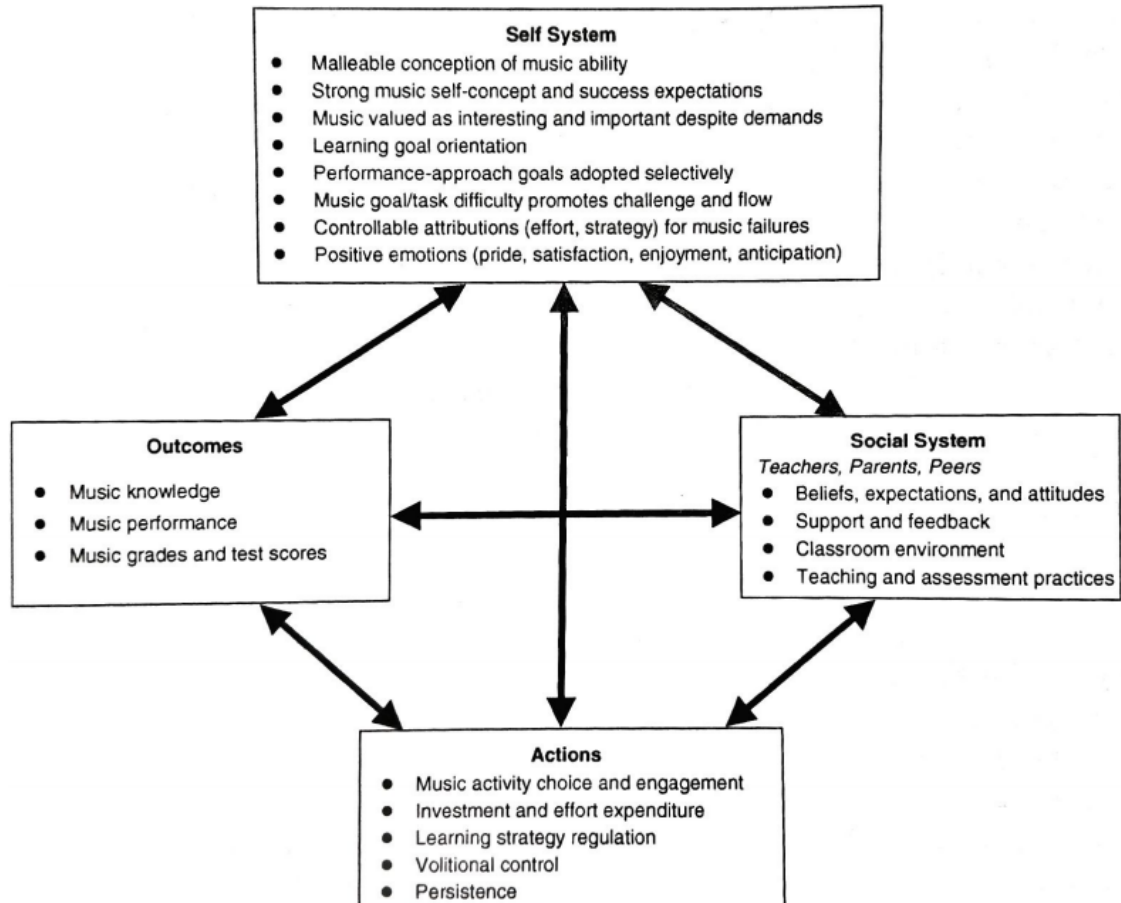 Self System
● Malleable conception of music ability
● Strong music self-concept and success expectations
● Music valued as interesting and important despite demands
● Learning goal orientation
● Performance-approach goals adopted selectively
● Music goal/task difficulty promotes challenge and flow
● Controllable attributions (effort, strategy) for music failures
● Positive emotions (pride, satisfaction, enjoyment, anticipation)
Outcomes
● Music knowledge
● Music performance
● Music grades and test scores
Social System
Teachers, Parents, Peers
● Beliefs, expectations, and attitudes
● Support and feedback
● Classroom environment
● Teaching and assessment practices
Actions
● Music activity choice and engagement
● Investment and effort expenditure
● Learning strategy regulation
● Volitional control
● Persistence